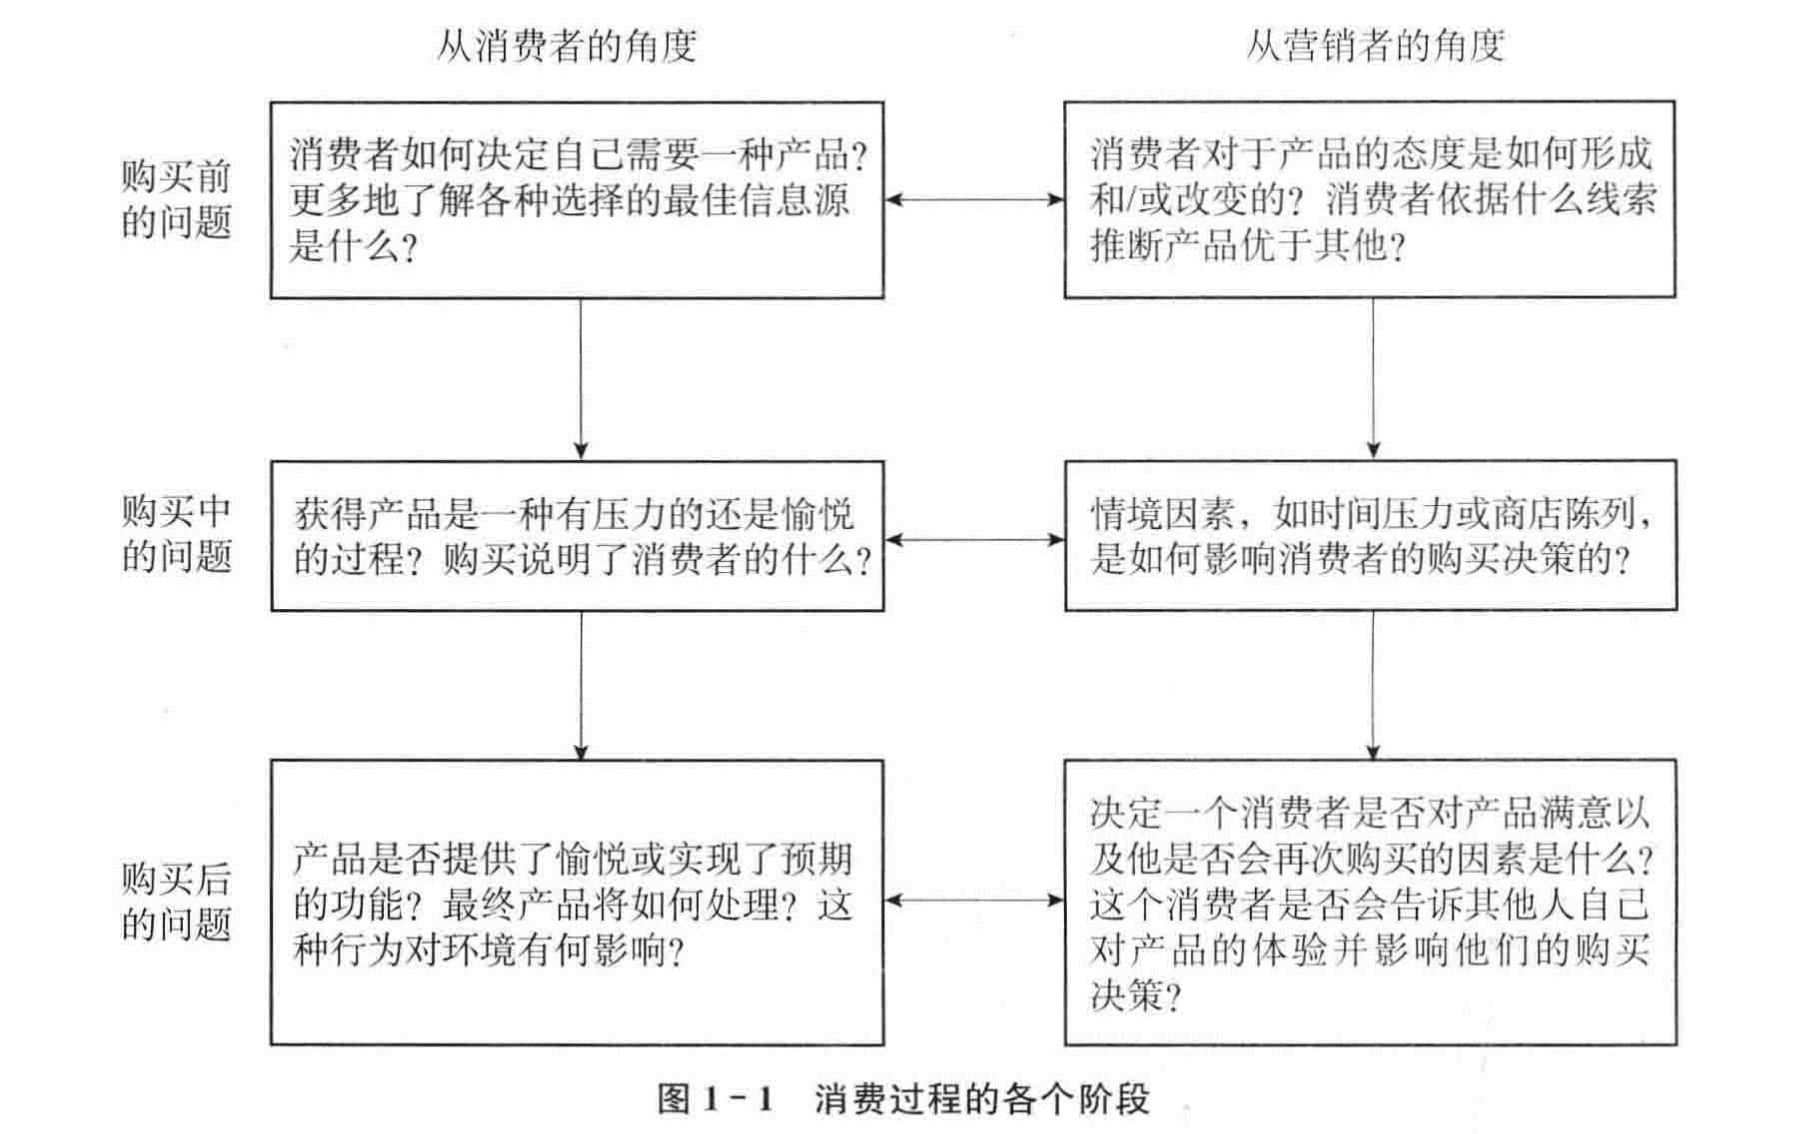 从消费者的角度
从营销者的角度
购买前
的问题
消费者如何决定自己需要一种产品?
更多地了解各种选择的最佳信息源
是什么?
消费者对于产品的态度是如何形成
和/或改变的? 消费者依据什么线索
推断产品优于其他?
购买中
的问题
获得产品是一种有压力的还是愉悦
的过程? 购买说明了消费者的什么?
情境因素，如时间压力或商店陈列，
是如何影响消费者的购买决策的?
购买后
的问题
产品是否提供了愉悦或实现了预期
的功能? 最终产品将如何处理? 这
种行为对环境有何影响?
决定一个消费者是否对产品满意以
及他是否会再次购买的因素是什么?
这个消费者是否会告诉其他人自己
对产品的体验并影响他们的购买
决策?
图 1-1 消费过程的各个阶段